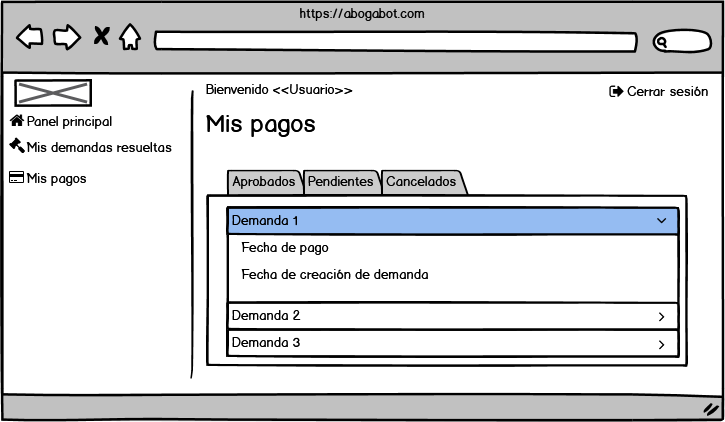 https://abogabot.com
Bienvenido <<Usuario>>
Cerrar sesión
Panel principal
Mis demandas resueltas
Mis pagos
Mis pagos
Aprobados
Pendientes
Cancelados
Demanda 1
Fecha de pago
Fecha de creación de demanda
Demanda 2
Demanda 3